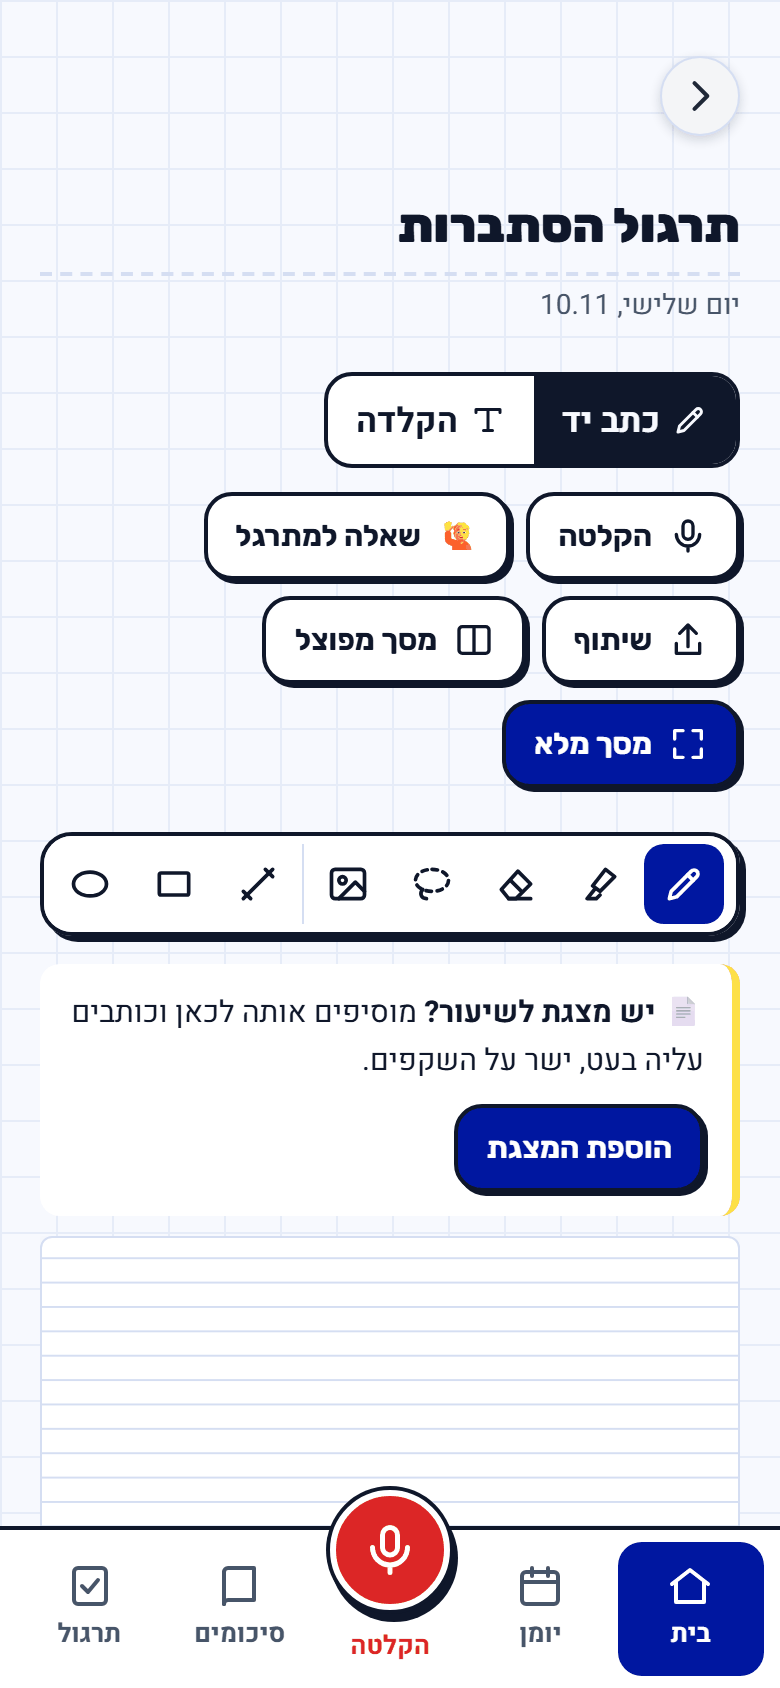 תרגול הסתברות
יום שלישי, 10.11
כתב יד
הקלדה
הקלטה
שאלה למתרגל
שיתוף
מסך מפוצל
מסך מלא
יש מצגת לשיעור? מוסיפים אותה לכאן וכותבים
עליה בעט, ישר על השקפים.
הוספת המצגת
בית
יומן
הקלטה
סיכומים
תרגול